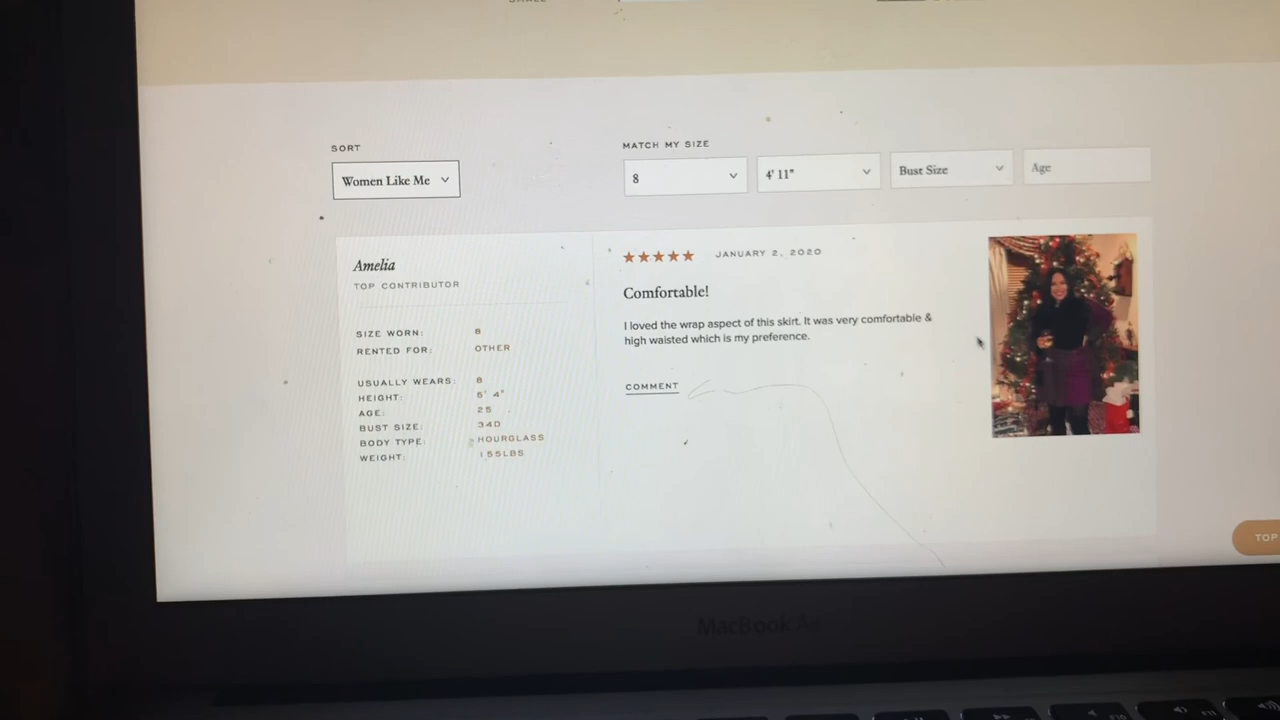 SORT
MATCH MY SIZE
Women Like Me
8
4' 11"
Bust Size
Age
Amelia
TOP CONTRIBUTOR
SIZE WORN: 8
RENTED FOR: OTHER
USUALLY WEARS: 8
HEIGHT: 5' 4"
AGE: 25
BUST SIZE: 34D
BODY TYPE: HOURGLASS
WEIGHT: 155LBS
JANUARY 2, 2020
Comfortable!
I loved the wrap aspect of this skirt. It was very comfortable &
high waisted which is my preference.
COMMENT
TOP
MacBook Air